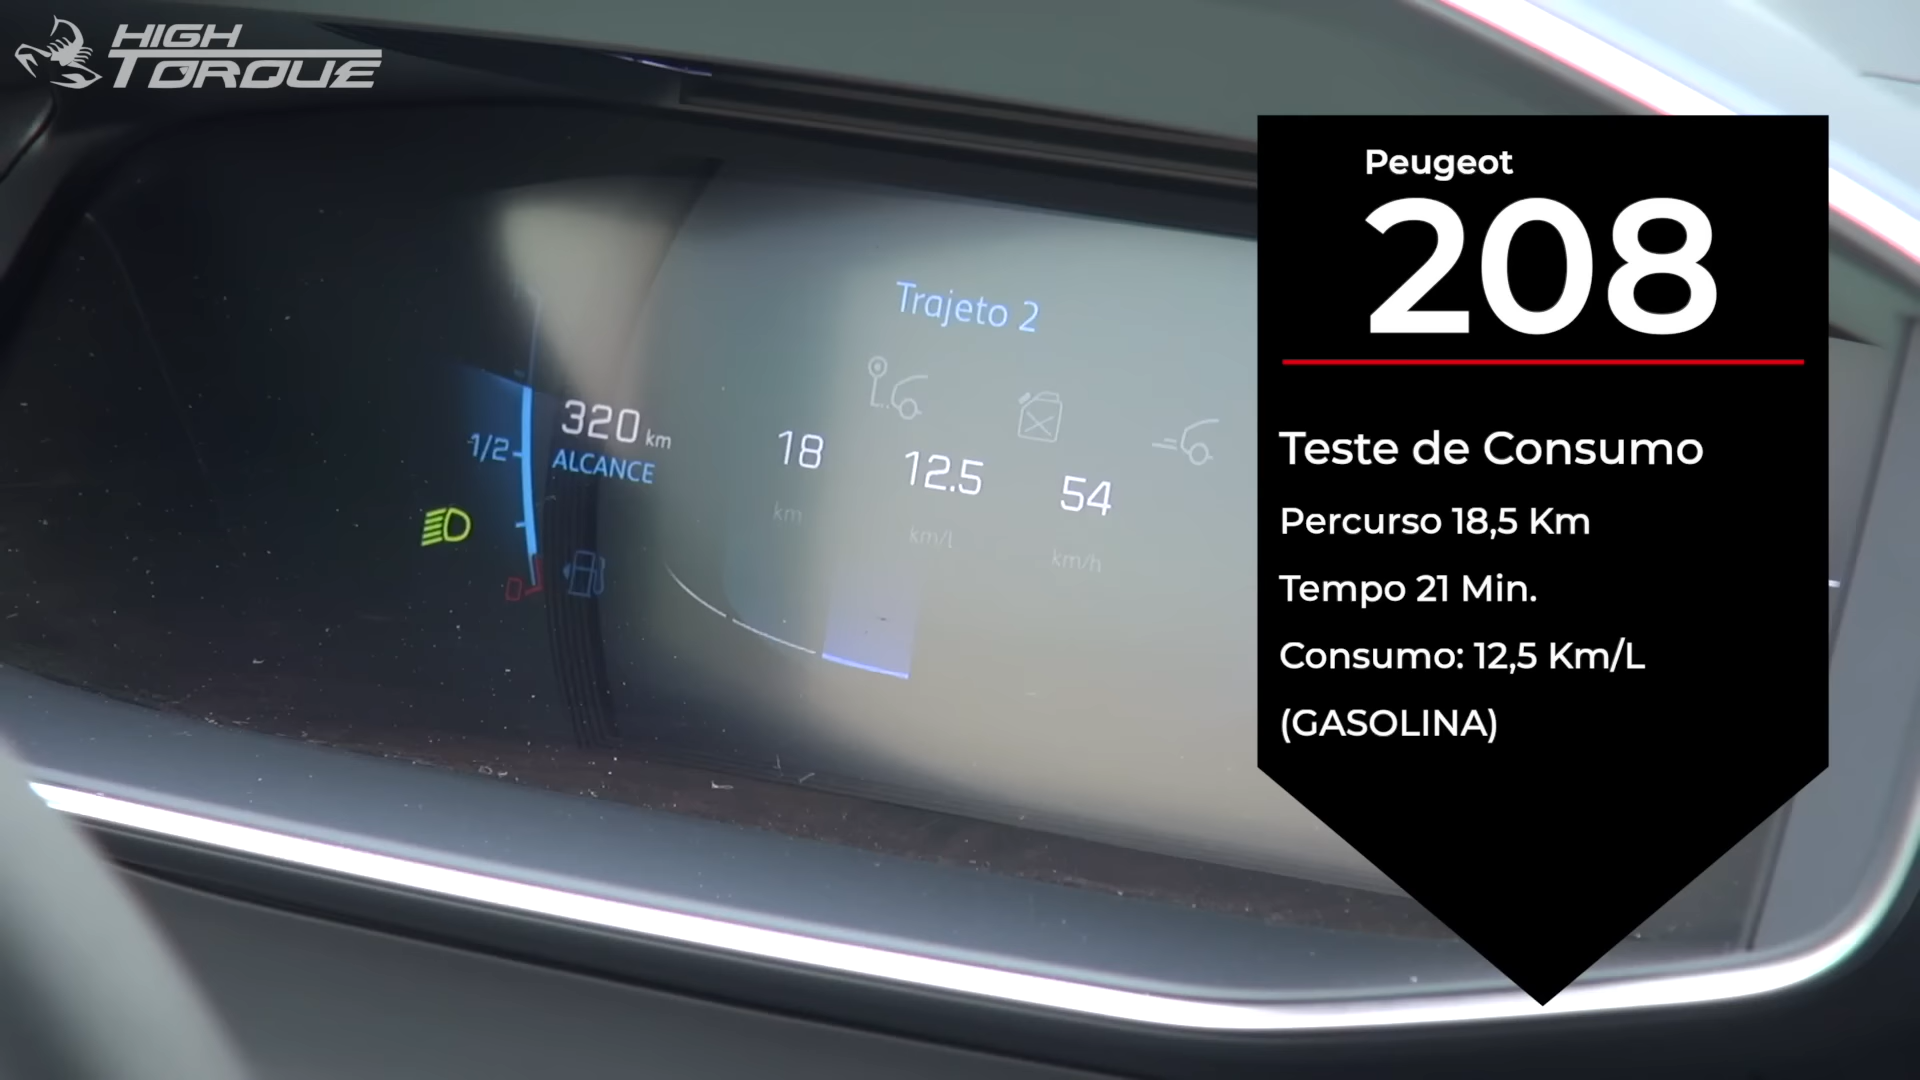 HIGH
TORQUE
Peugeot
208
Teste de Consumo
Percurso 18,5 Km
Tempo 21 Min.
Consumo: 12,5 Km/L
(GASOLINA)
Trajeto 2
320 km
ALCANCE
1/2
0
18
km
12.5
km/l
54
km/h